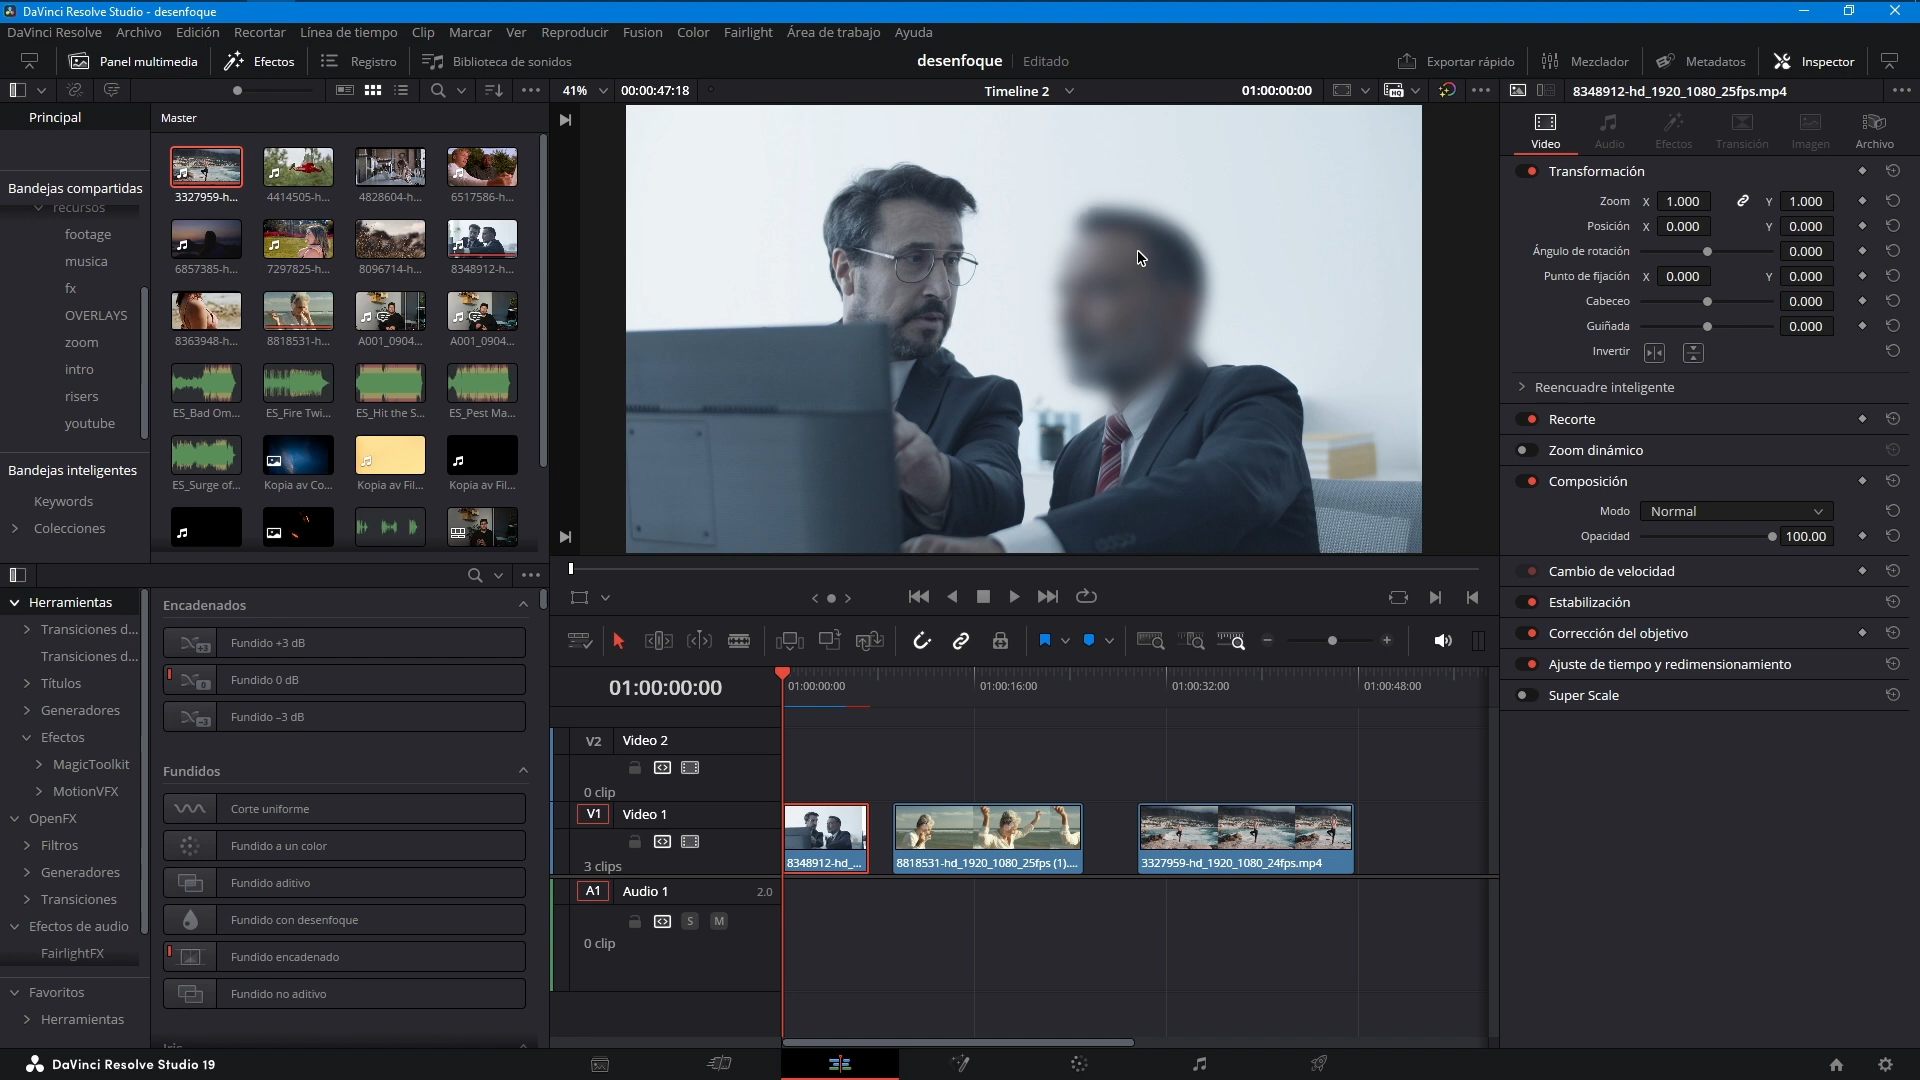 DaVinci Resolve Studio - desenfoque
DaVinci Resolve Archivo Edición Recortar Línea de tiempo Clip Marcar Ver Reproducir Fusion Color Fairlight Área de trabajo Ayuda
Panel multimedia Efectos Registro Biblioteca de sonidos desenfoque Editado Exportar rápido Mezclador Metadatos Inspector
41% 00:00:47:18 Timeline 2 01:00:00:00 8348912-hd_1920_1080_25fps.mp4
Principal
Master
Bandejas compartidas
recursos
footage
musica
fx
OVERLAYS
zoom
intro
risers
youtube
Bandejas inteligentes
Keywords
Colecciones
3327959-h... 4414505-h... 4828604-h... 6517586-h...
6857385-h... 7297825-h... 8096714-h... 8348912-h...
8363948-h... 8818531-h... A001_0904... A001_0904...
ES_Bad Om... ES_Fire Twi... ES_Hit the S... ES_Pest Ma...
ES_Surge of... Kopia av Co... Kopia av Fil... Kopia av Fil...
Video Audio Efectos Transición Imagen Archivo
Transformación
Zoom X 1.000 Y 1.000
Posición X 0.000 Y 0.000
Ángulo de rotación 0.000
Punto de fijación X 0.000 Y 0.000
Cabeceo 0.000
Guiñada 0.000
Invertir
Reencuadre inteligente
Recorte
Zoom dinámico
Composición
Modo Normal
Opacidad 100.00
Cambio de velocidad
Estabilización
Corrección del objetivo
Ajuste de tiempo y redimensionamiento
Super Scale
Herramientas
Transiciones d...
Transiciones d...
Títulos
Generadores
Efectos
MagicToolkit
MotionVFX
OpenFX
Filtros
Generadores
Transiciones
Efectos de audio
FairlightFX
Favoritos
Herramientas
Encadenados
+3 Fundido +3 dB
0 Fundido 0 dB
-3 Fundido -3 dB
Fundidos
Corte uniforme
Fundido a un color
Fundido aditivo
Fundido con desenfoque
Fundido encadenado
Fundido no aditivo
Iris
01:00:00:00 01:00:00:00 01:00:16:00 01:00:32:00 01:00:48:00
V2 Video 2
0 clip
V1 Video 1
3 clips
8348912-hd_... 8818531-hd_1920_1080_25fps (1).... 3327959-hd_1920_1080_24fps.mp4
A1 Audio 1 2.0
S M
0 clip
DaVinci Resolve Studio 19